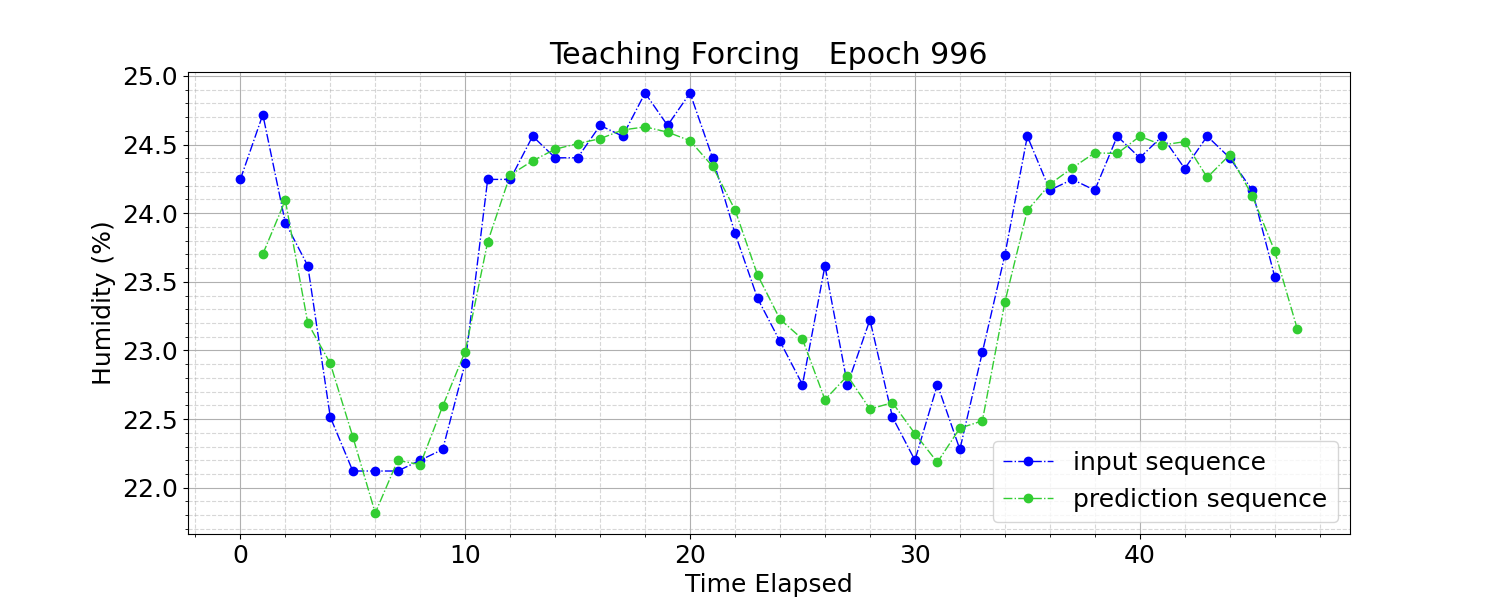 Teaching Forcing   Epoch 996
Humidity (%)
25.0
24.5
24.0
23.5
23.0
22.5
22.0
input sequence
prediction sequence
0 10 20 30 40
Time Elapsed